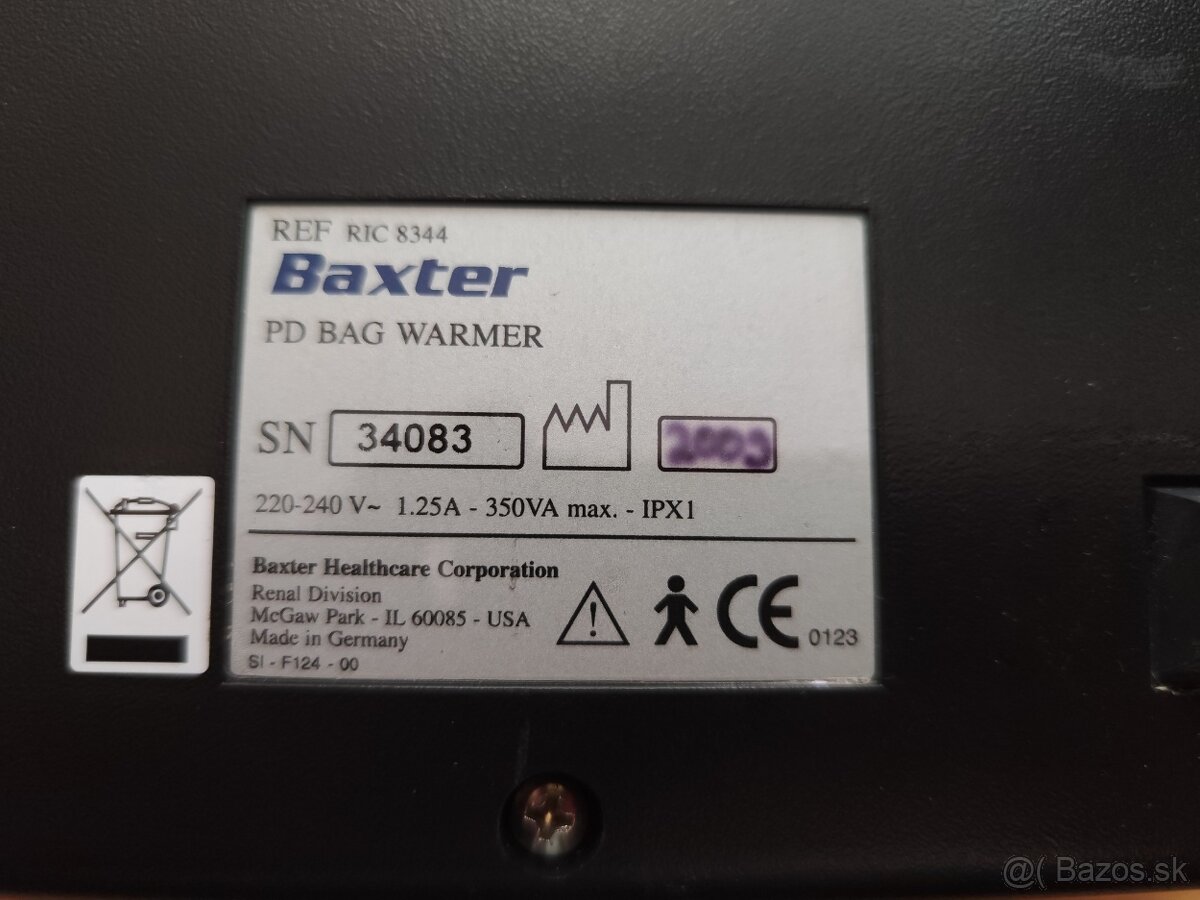 REF RIC 8344
Baxter
PD BAG WARMER
SN 34083
220-240 V~ 1.25A - 350VA max. - IPX1
Baxter Healthcare Corporation
Renal Division
McGaw Park - IL 60085 - USA
Made in Germany
SI - F124 - 00
CE 0123
@( Bazos.sk